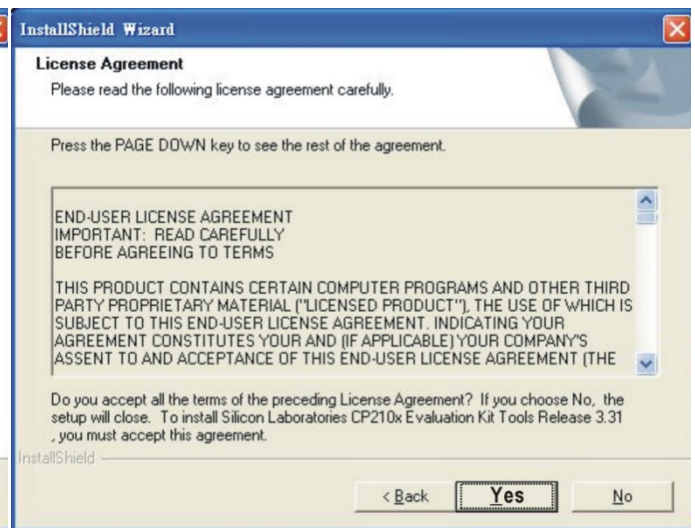 InstallShield Wizard
License Agreement
Please read the following license agreement carefully.
Press the PAGE DOWN key to see the rest of the agreement.
END-USER LICENSE AGREEMENT
IMPORTANT:  READ CAREFULLY
BEFORE AGREEING TO TERMS
THIS PRODUCT CONTAINS CERTAIN COMPUTER PROGRAMS AND OTHER THIRD
PARTY PROPRIETARY MATERIAL ("LICENSED PRODUCT"), THE USE OF WHICH IS
SUBJECT TO THIS END-USER LICENSE AGREEMENT. INDICATING YOUR
AGREEMENT CONSTITUTES YOUR AND (IF APPLICABLE) YOUR COMPANY'S
ASSENT TO AND ACCEPTANCE OF THIS END-USER LICENSE AGREEMENT (THE
Do you accept all the terms of the preceding License Agreement?  If you choose No,  the
setup will close.  To install Silicon Laboratories CP210x Evaluation Kit Tools Release 3.31
, you must accept this agreement.
InstallShield
< Back Yes No